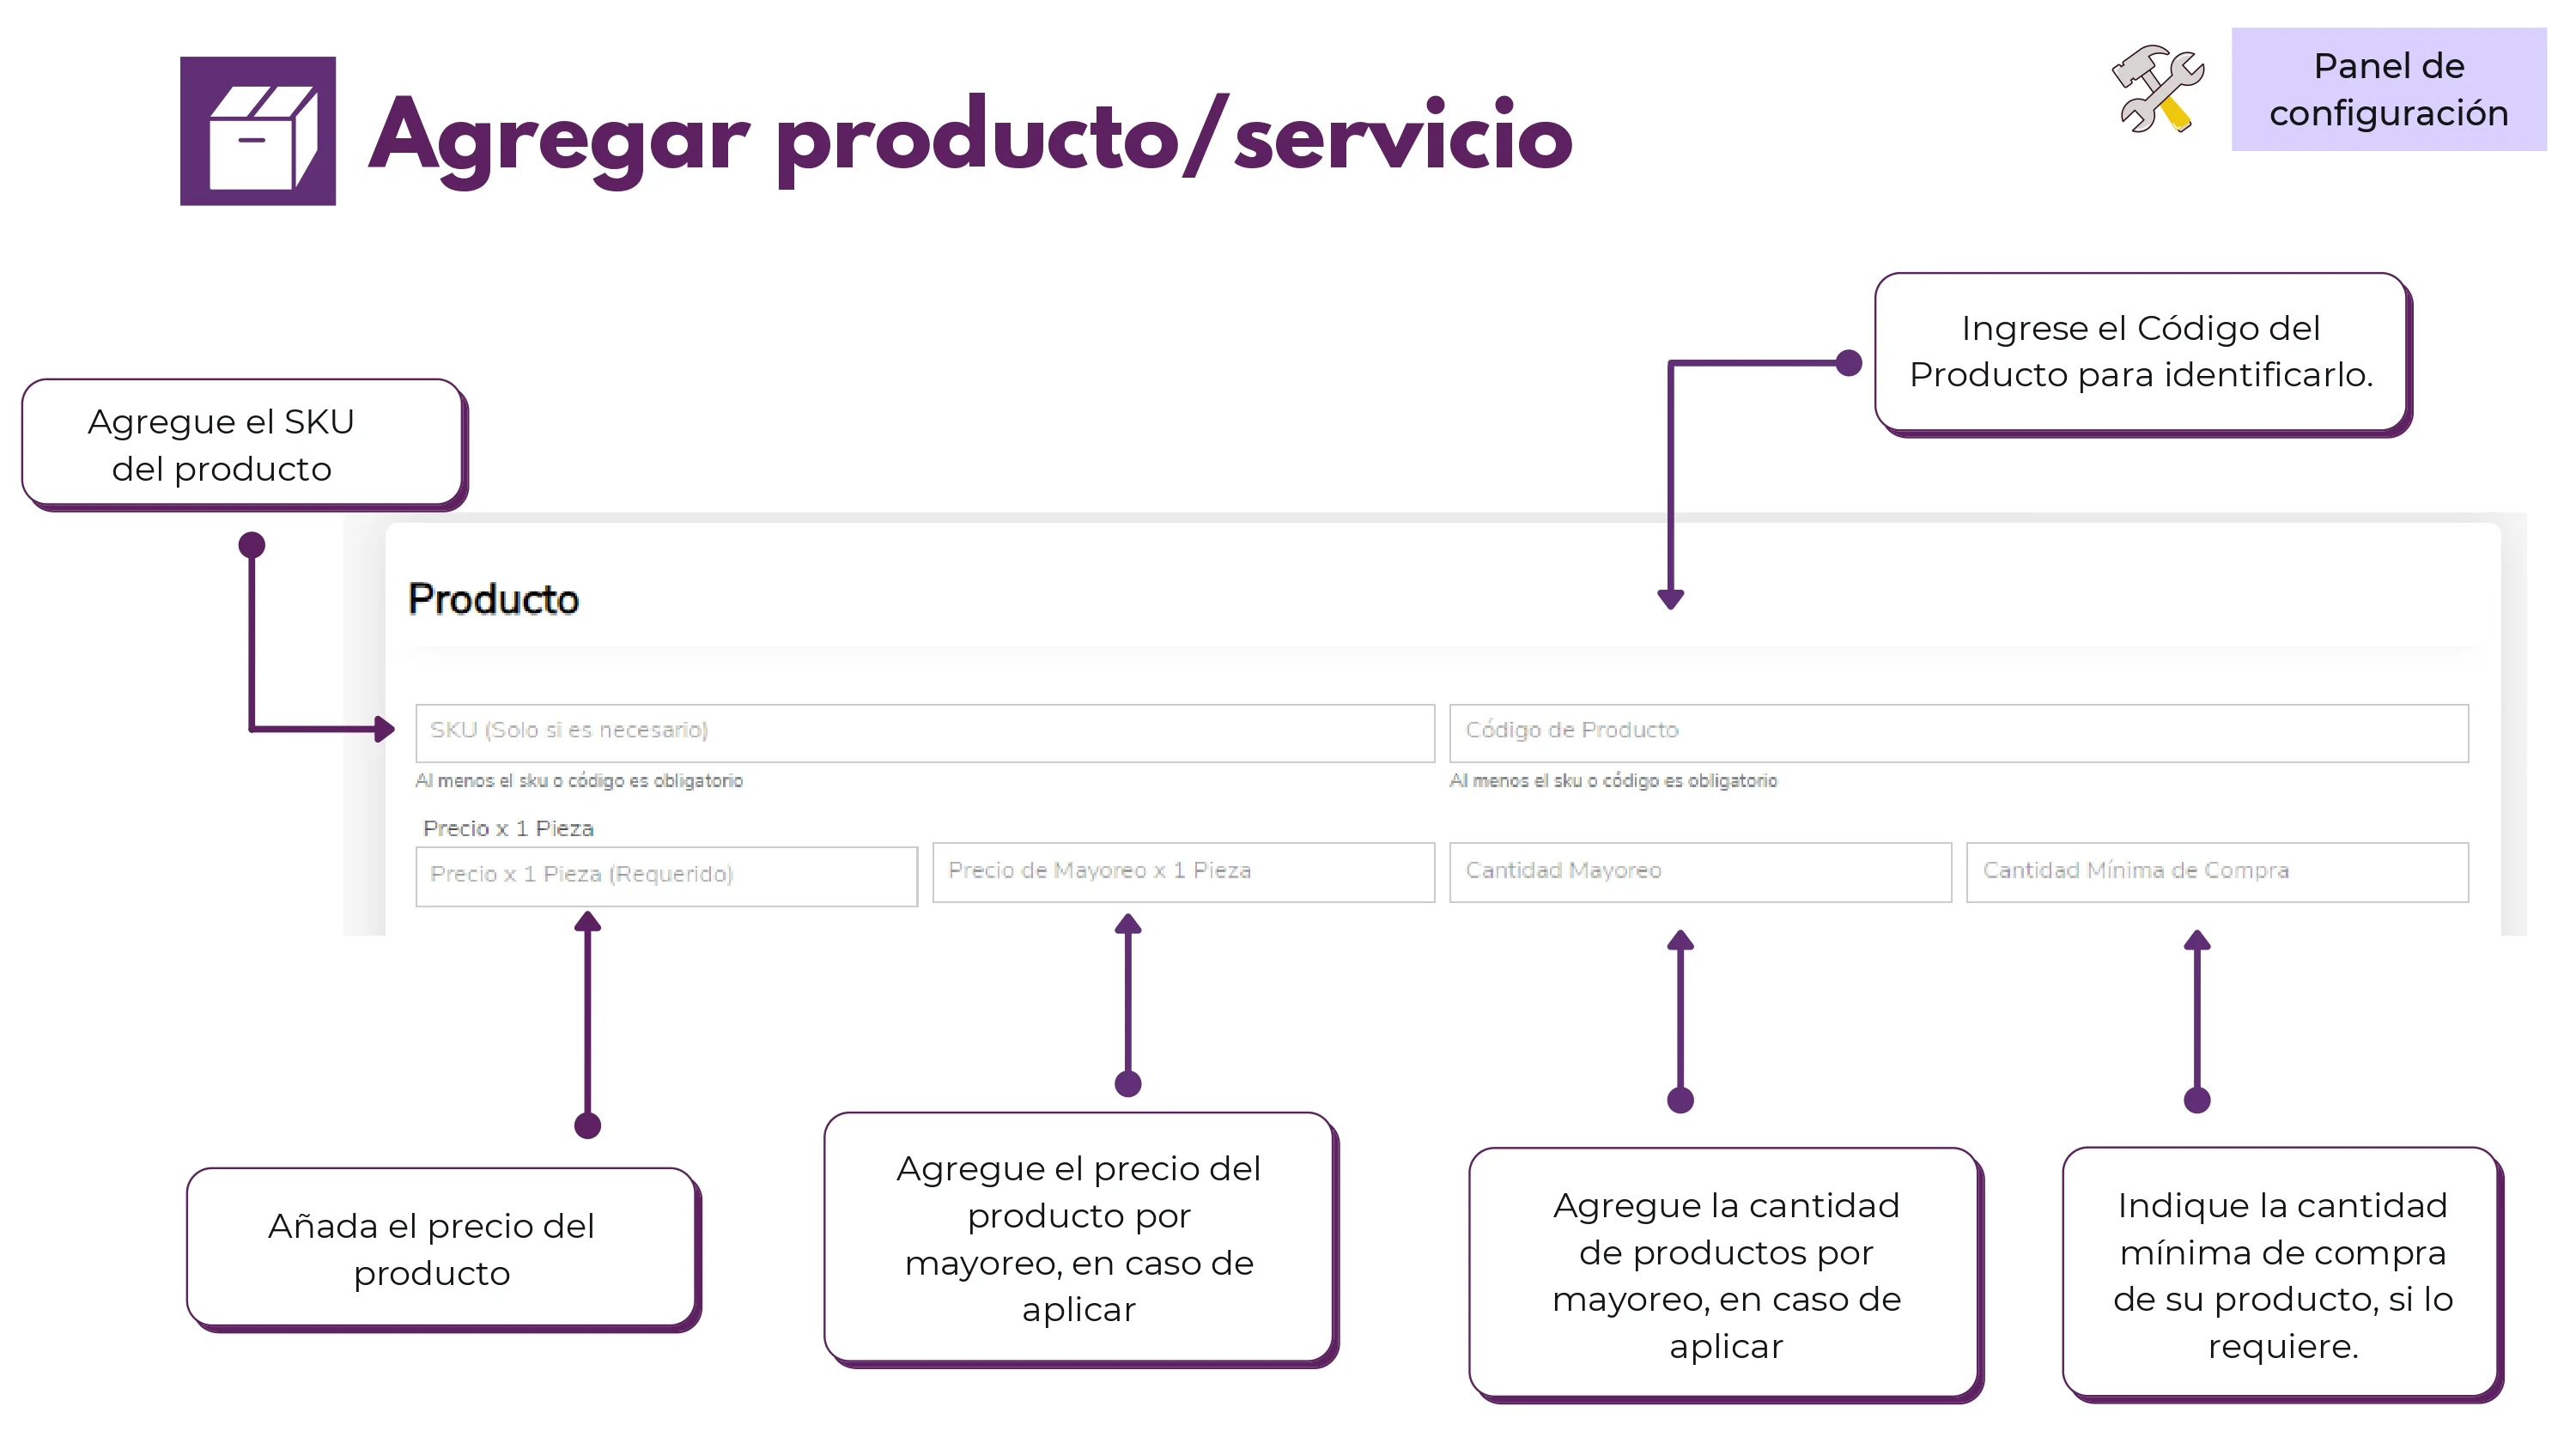 Agregar producto/servicio
Panel de
configuración
Ingrese el Código del
Producto para identificarlo.
Agregue el SKU
del producto
Producto
SKU (Solo si es necesario)
Código de Producto
Al menos el sku o código es obligatorio
Al menos el sku o código es obligatorio
Precio x 1 Pieza
Precio x 1 Pieza (Requerido)
Precio de Mayoreo x 1 Pieza
Cantidad Mayoreo
Cantidad Mínima de Compra
Añada el precio del
producto
Agregue el precio del
producto por
mayoreo, en caso de
aplicar
Agregue la cantidad
de productos por
mayoreo, en caso de
aplicar
Indique la cantidad
mínima de compra
de su producto, si lo
requiere.